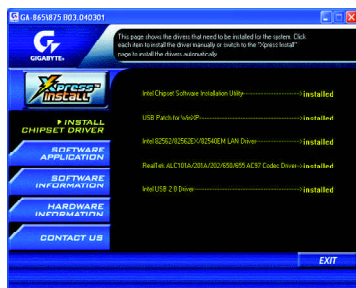 GA-865\875 B03.040301
This page shows the drivers that need to be installed for the system. Click
each item to install the driver manually or switch to the "Xpress Install"
page to install the drivers automatically.
GIGABYTE
Xpress
Install
INSTALL
CHIPSET DRIVER
SOFTWARE
APPLICATION
SOFTWARE
INFORMATION
HARDWARE
INFORMATION
CONTACT US
Intel Chipset Software Installation Utility installed
USB Patch for WinXP installed
Intel 82562/82562EX/82540EM LAN Driver installed
RealTek ALC101A/201A/202/650/655 AC97 Codec Driver installed
Intel USB 2.0 Driver installed
EXIT